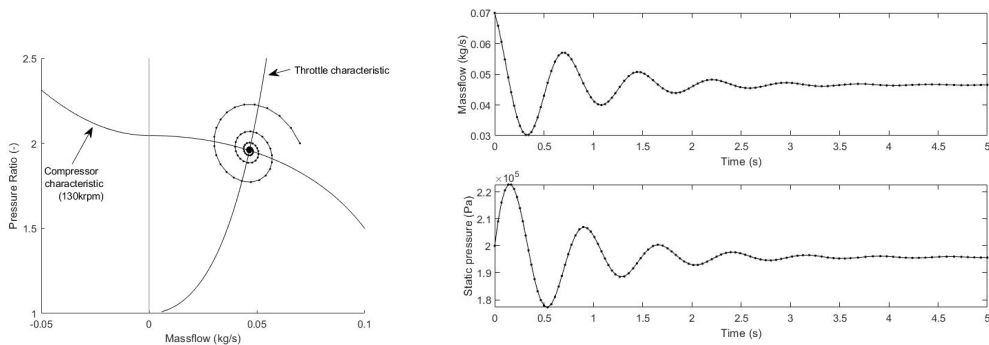 2.5
2
1.5
1
Pressure Ratio (-)
-0.05
0
0.05
0.1
Massflow (kg/s)
Throttle characteristic
Compressor
characteristic
(130krpm)
0.07
0.06
0.05
0.04
0.03
Massflow (kg/s)
0 0.5 1 1.5 2 2.5 3 3.5 4 4.5 5
Time (s)
× 10⁵
2.2
2.1
2
1.9
1.8
Static pressure (Pa)
0 0.5 1 1.5 2 2.5 3 3.5 4 4.5 5
Time (s)